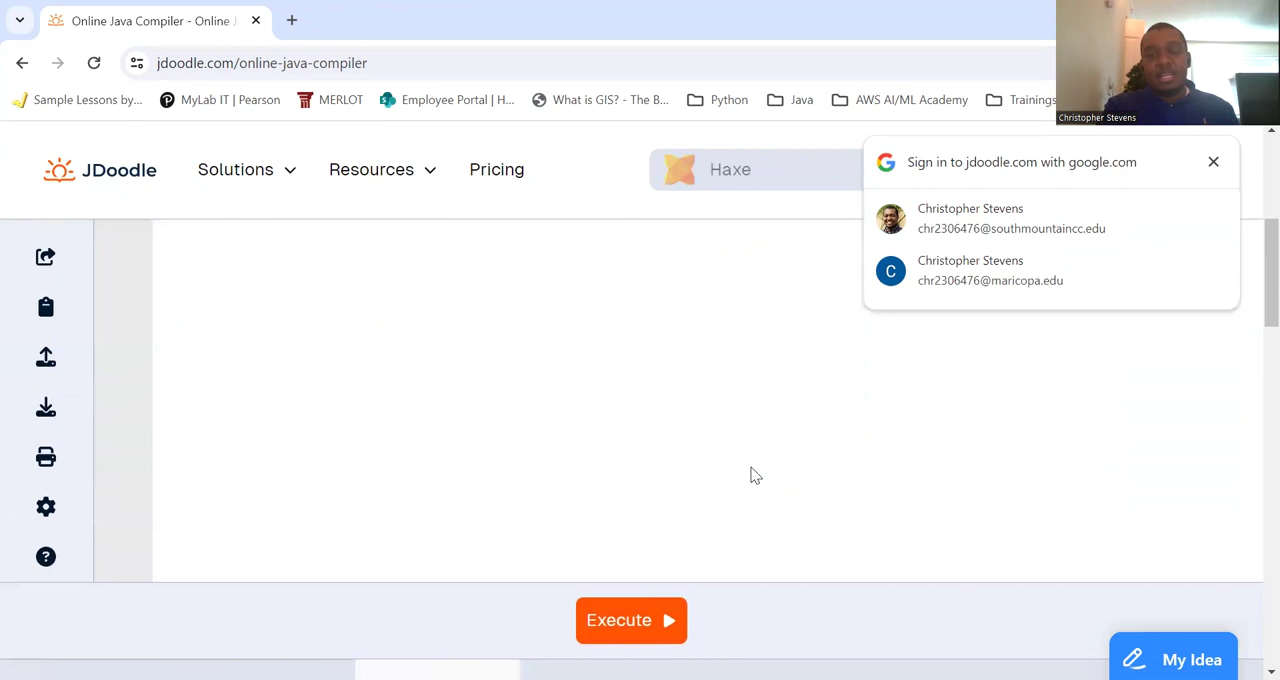 Online Java Compiler - Online J
jdoodle.com/online-java-compiler
Sample Lessons by...
MyLab IT | Pearson
MERLOT
Employee Portal | H...
What is GIS? - The B...
Python
Java
AWS AI/ML Academy
Trainings
Christopher Stevens
JDoodle
Solutions
Resources
Pricing
Haxe
Sign in to jdoodle.com with google.com
Christopher Stevens
chr2306476@southmountaincc.edu
C
Christopher Stevens
chr2306476@maricopa.edu
Execute
My Idea